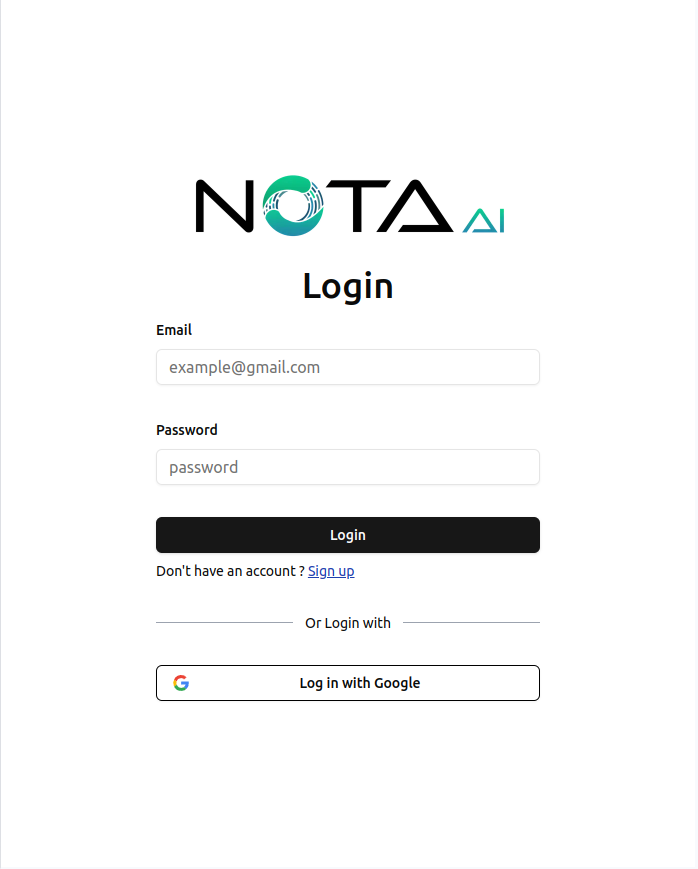 NOTA AI
Login
Email
example@gmail.com
Password
password
Login
Don't have an account ? Sign up
Or Login with
Log in with Google